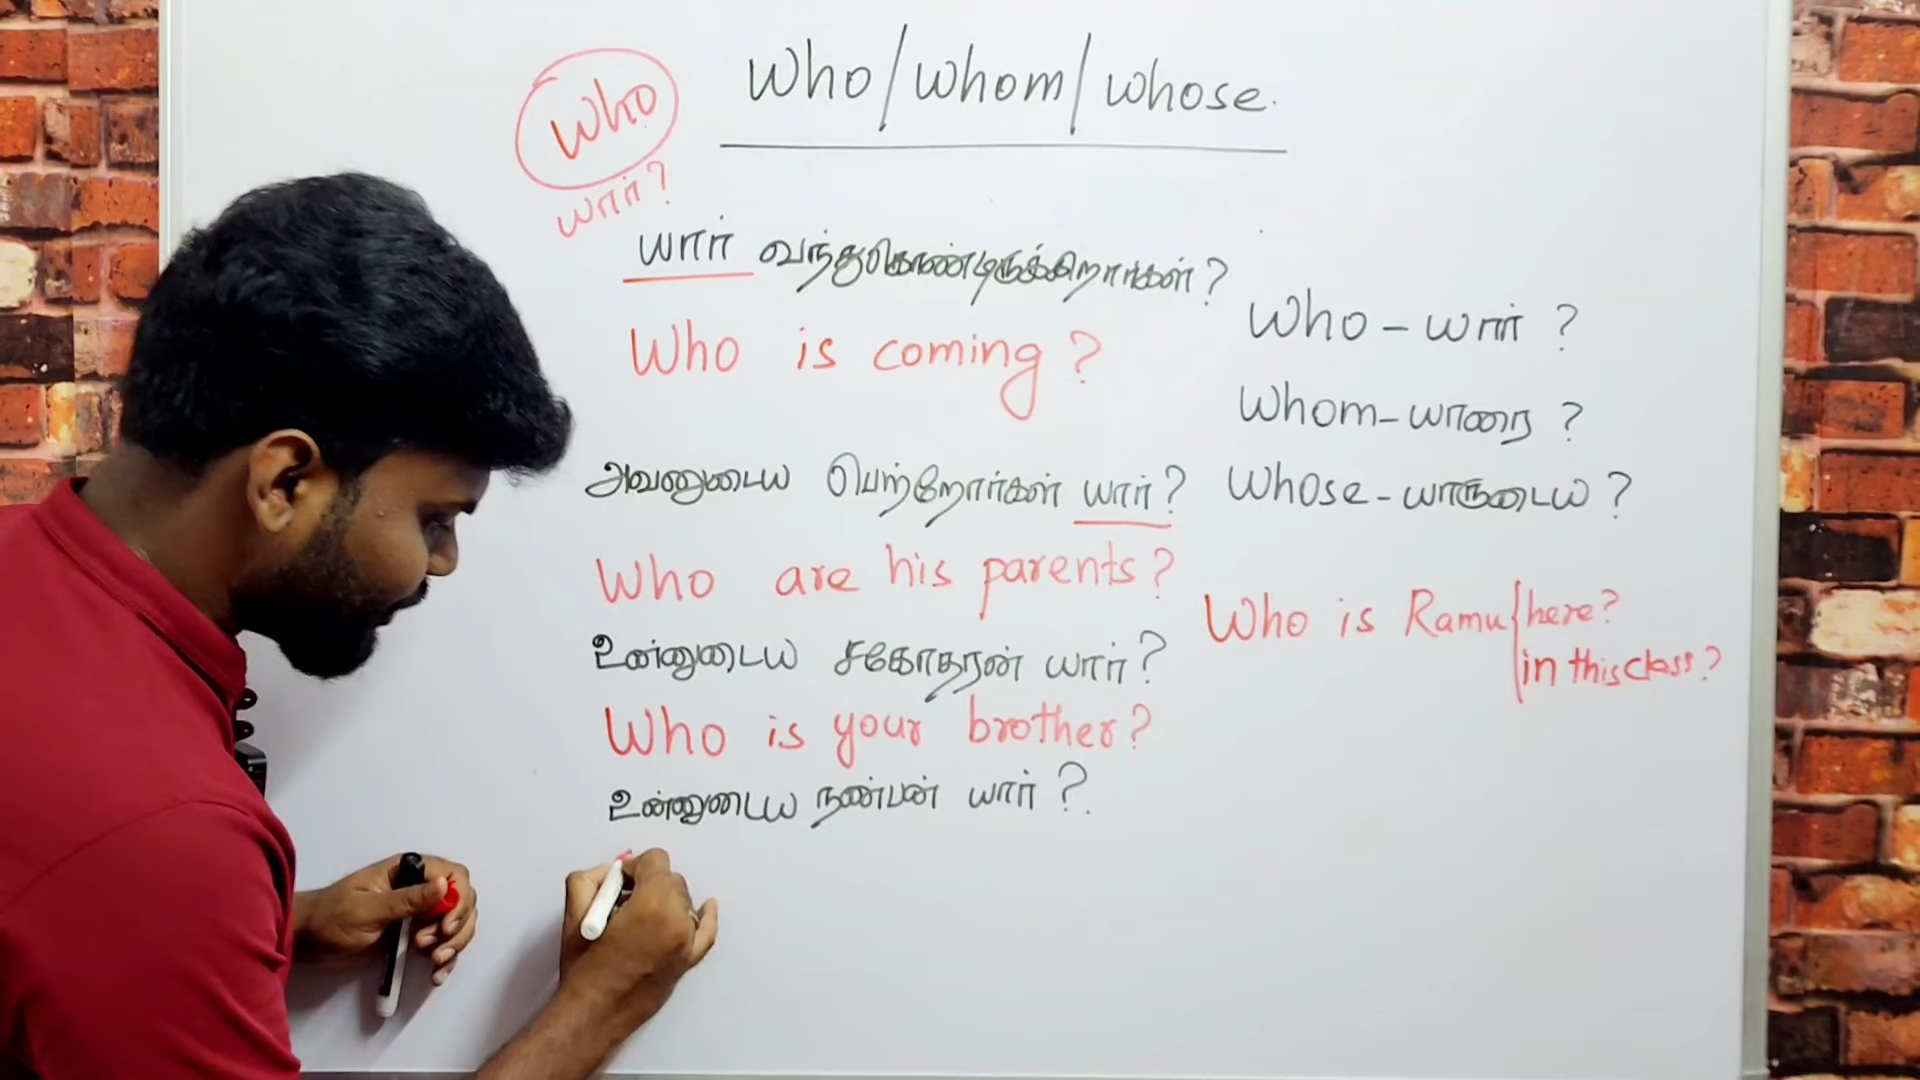 Who
யார்?
Who/whom/whose.
யார் வந்துகொண்டிருக்கிறார்கள்?
Who is coming?
அவனுடைய பெற்றோர்கள் யார்?
Who are his parents?
உன்னுடைய சகோதரன் யார்?
Who is your brother?
உன்னுடைய நண்பன் யார்?
Who - யார்?
Whom - யாரை?
Whose - யாருடைய?
Who is Ramu { here?
in this class?